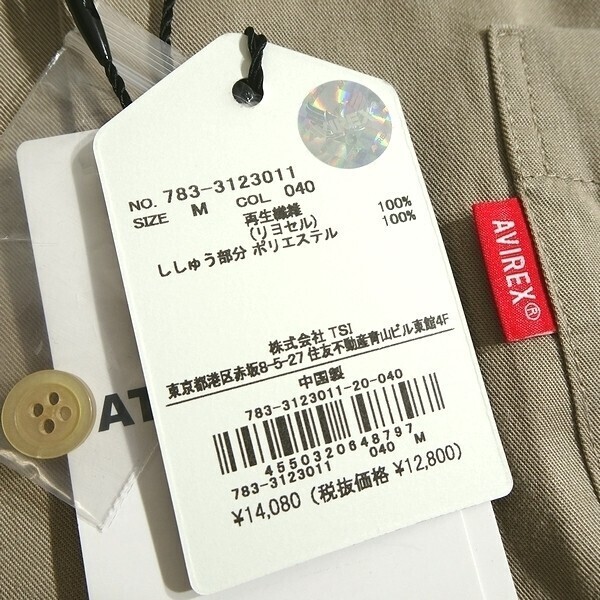 NO. 783-3123011
SIZE M COL 040
再生繊維 100%
(リヨセル) 100%
ししゅう部分 ポリエステル
株式会社 TSI
東京都港区赤坂8-5-27 住友不動産青山ビル東館4F
中国製
783-3123011-20-040
4550320648797
783-3123011 040 M
¥14,080 (税抜価格 ¥12,800)
AVIREX®
AT